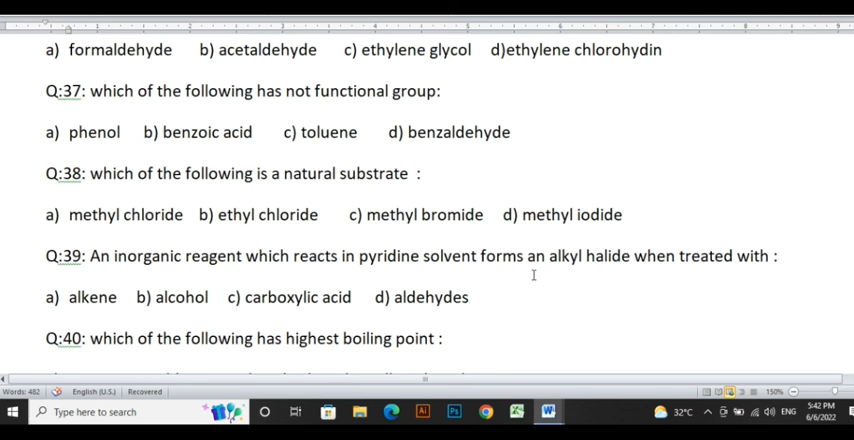 a) formaldehyde b) acetaldehyde c) ethylene glycol d)ethylene chlorohydin
Q:37: which of the following has not functional group:
a) phenol b) benzoic acid c) toluene d) benzaldehyde
Q:38: which of the following is a natural substrate :
a) methyl chloride b) ethyl chloride c) methyl bromide d) methyl iodide
Q:39: An inorganic reagent which reacts in pyridine solvent forms an alkyl halide when treated with :
a) alkene b) alcohol c) carboxylic acid d) aldehydes
Q:40: which of the following has highest boiling point :
Words: 482 English (U.S.) Recovered 150%
Type here to search Ai Ps 32°C ENG 5:42 PM
6/6/2022